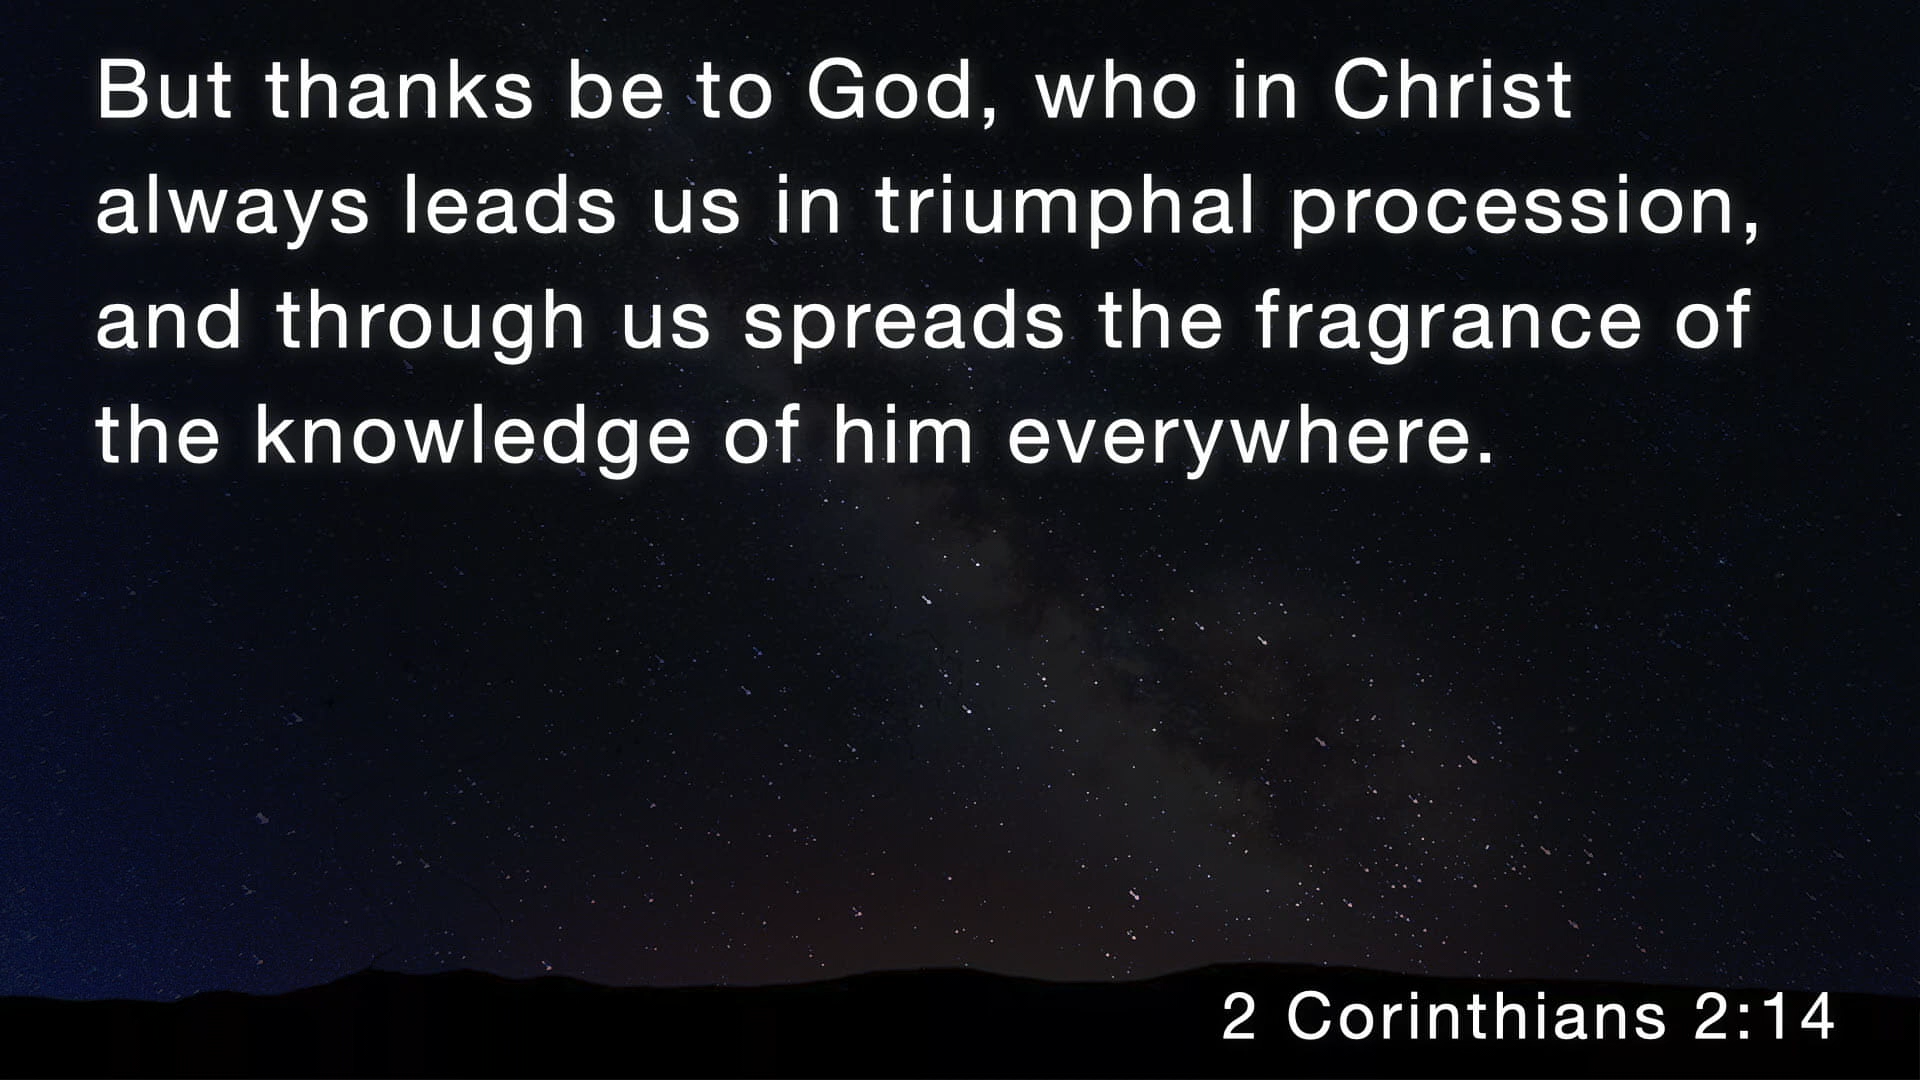 But thanks be to God, who in Christ
always leads us in triumphal procession,
and through us spreads the fragrance of
the knowledge of him everywhere.
2 Corinthians 2:14